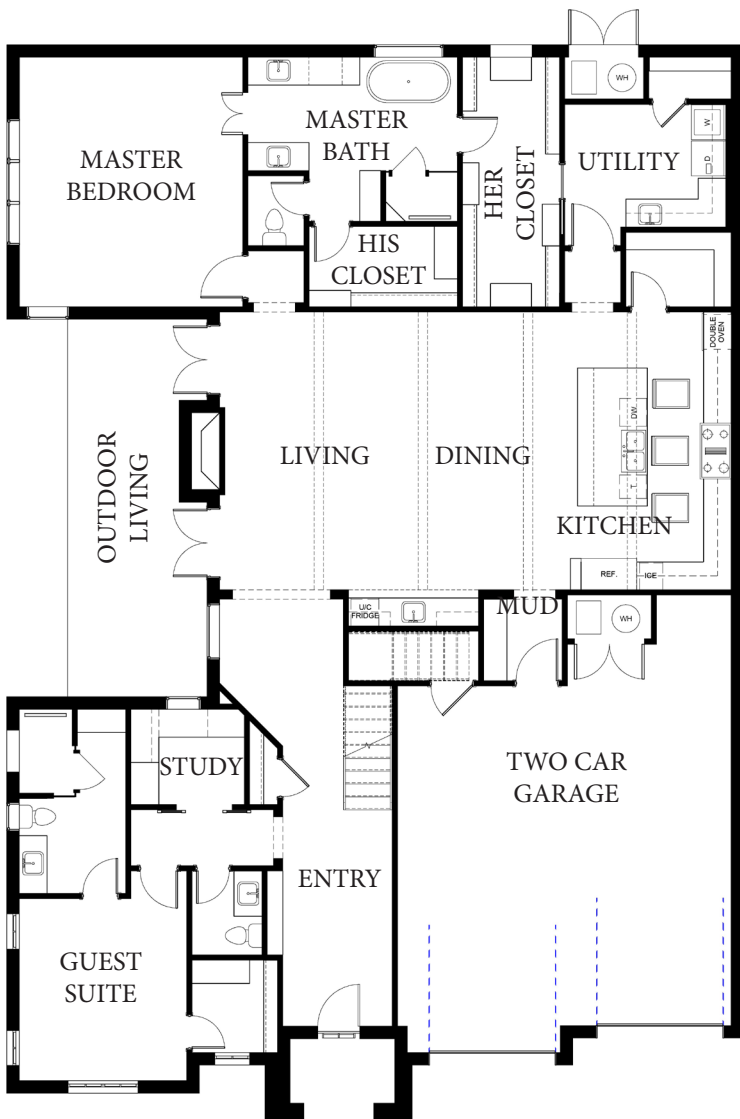 WH
MASTER
BATH
W
MASTER
BEDROOM
UTILITY
D
HER
CLOSET
HIS
CLOSET
DOUBLE
OVEN
DW
OUTDOOR
LIVING
LIVING
DINING
T
KITCHEN
REF.
ICE
U/C
FRIDGE
MUD
WH
STUDY
TWO CAR
GARAGE
ENTRY
GUEST
SUITE